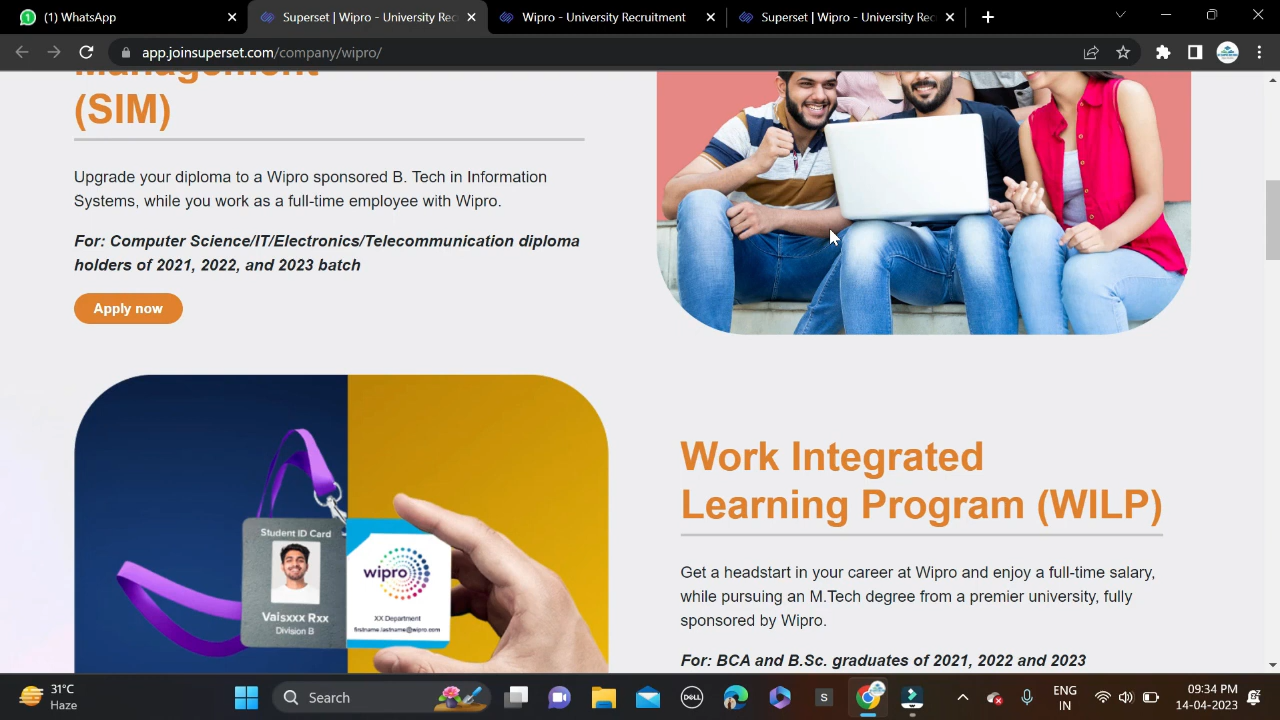 (1) WhatsApp
Superset | Wipro - University Rec
Wipro - University Recruitment
Superset | Wipro - University Rec
app.joinsuperset.com/company/wipro/
Management
(SIM)
Upgrade your diploma to a Wipro sponsored B. Tech in Information
Systems, while you work as a full-time employee with Wipro.
For: Computer Science/IT/Electronics/Telecommunication diploma
holders of 2021, 2022, and 2023 batch
Apply now
Student ID Card
Vaisxxx Rxx
Division B
wipro
XX Department
firstname.lastname@wipro.com
Work Integrated
Learning Program (WILP)
Get a headstart in your career at Wipro and enjoy a full-time salary,
while pursuing an M.Tech degree from a premier university, fully
sponsored by Wipro.
For: BCA and B.Sc. graduates of 2021, 2022 and 2023
31°C
Haze
Search
DELL
S
ENG
IN
09:34 PM
14-04-2023